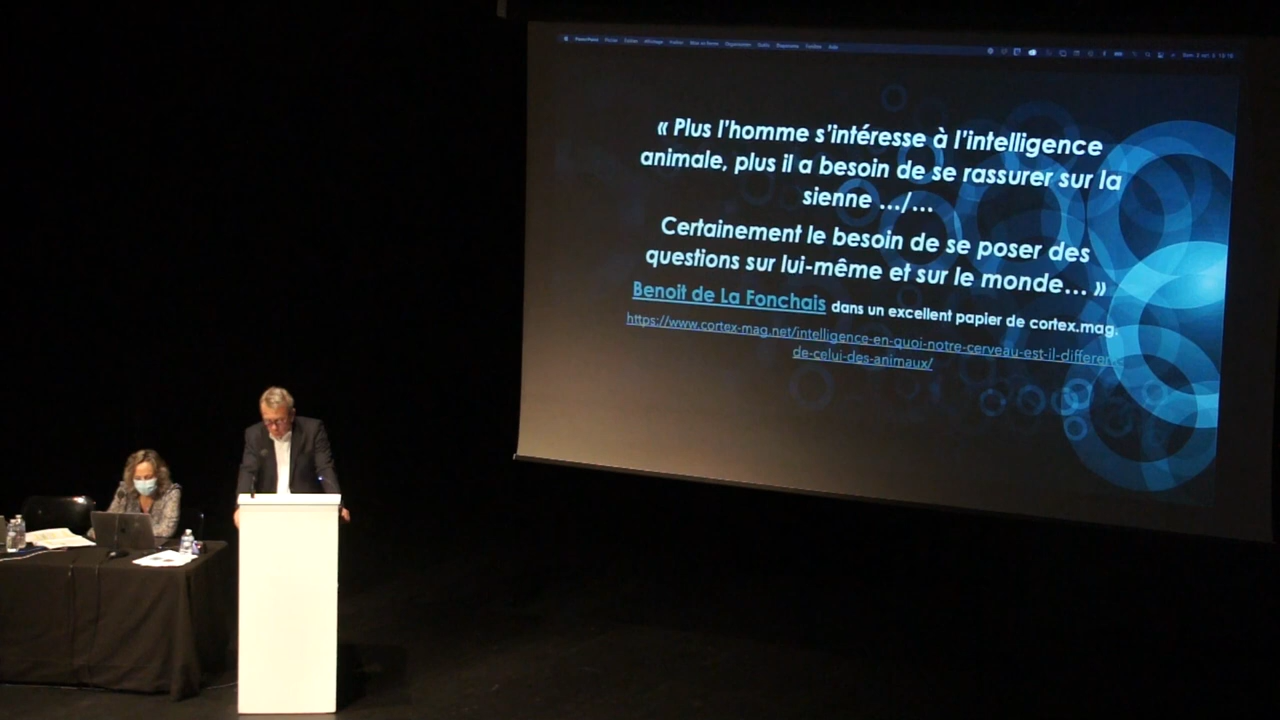 « Plus l'homme s'intéresse à l'intelligence
animale, plus il a besoin de se rassurer sur la
sienne .../...
Certainement le besoin de se poser des
questions sur lui-même et sur le monde... »
Benoit de La Fonchais dans un excellent papier de cortex.mag.
https://www.cortex-mag.net/intelligence-en-quoi-notre-cerveau-est-il-different-
de-celui-des-animaux/